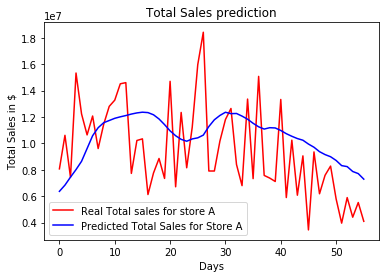 Total Sales prediction
1e7
Total Sales in $
1.8
1.6
1.4
1.2
1.0
0.8
0.6
0.4
Real Total sales for store A
Predicted Total Sales for Store A
0 10 20 30 40 50
Days